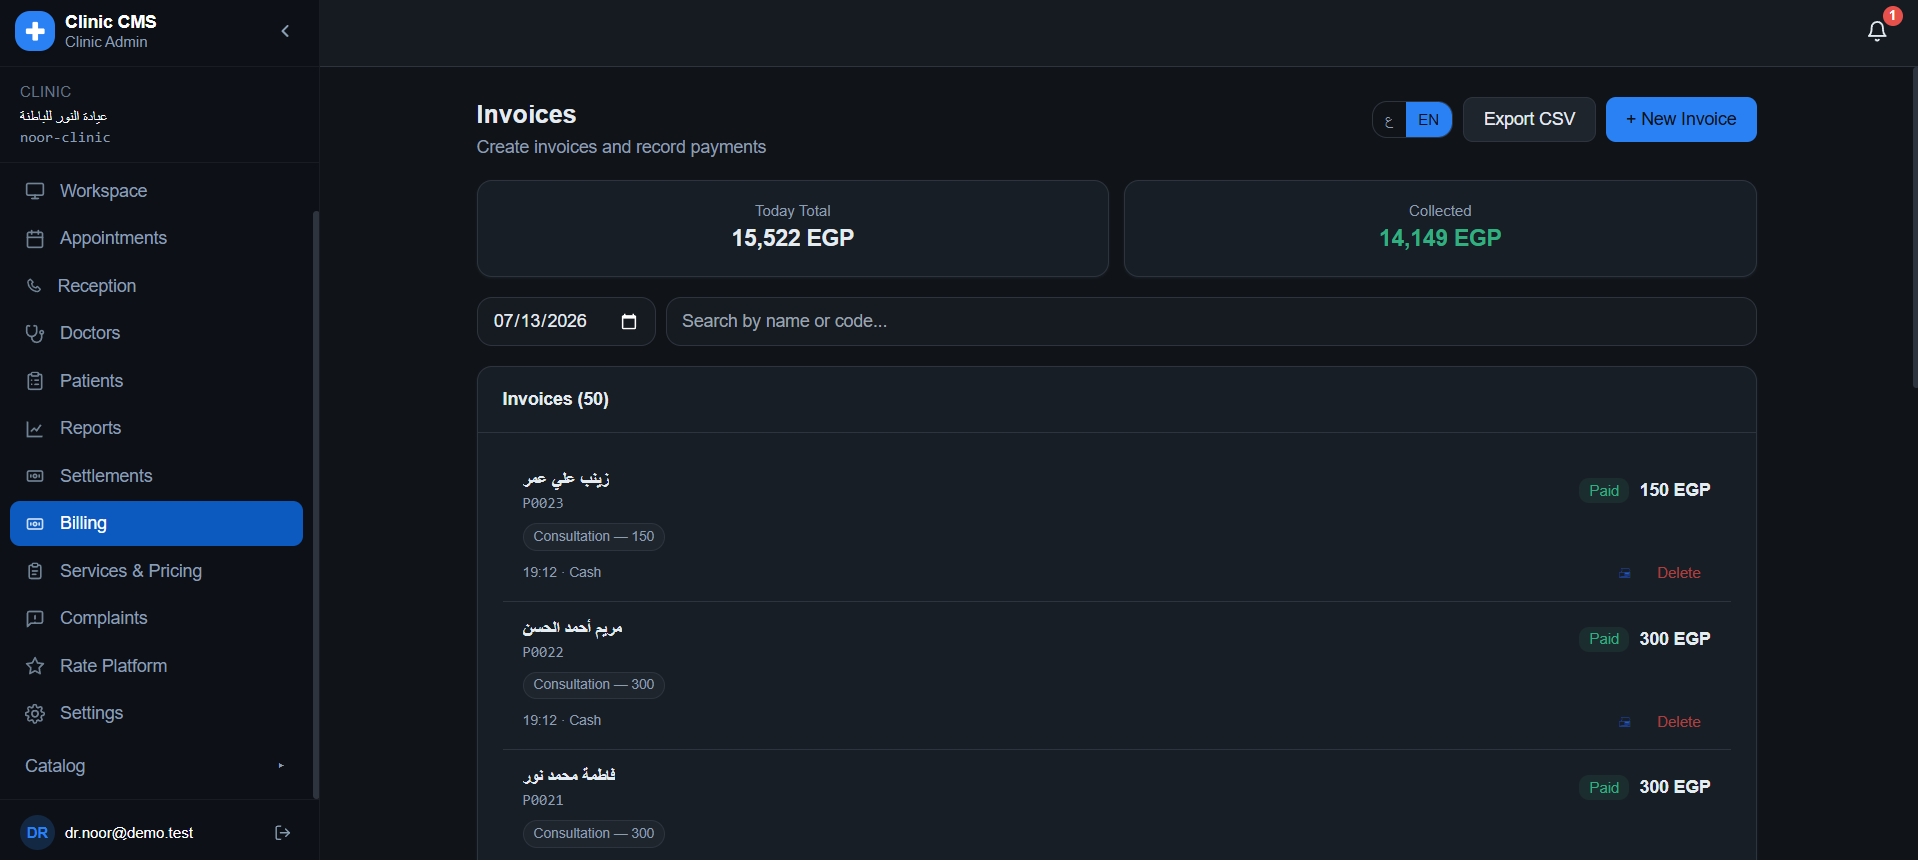 Clinic CMS
Clinic Admin
CLINIC
عيادة النور للباطنة
noor-clinic
Workspace
Appointments
Reception
Doctors
Patients
Reports
Settlements
Billing
Services & Pricing
Complaints
Rate Platform
Settings
Catalog
DR
dr.noor@demo.test
1
Invoices
Create invoices and record payments
ع
EN
Export CSV
+ New Invoice
Today Total
15,522 EGP
Collected
14,149 EGP
07/13/2026
Search by name or code...
Invoices (50)
زينب علي عمر
P0023
Paid
150 EGP
Consultation — 150
19:12 · Cash
Delete
مريم أحمد الحسن
P0022
Paid
300 EGP
Consultation — 300
19:12 · Cash
Delete
فاطمة محمد نور
P0021
Paid
300 EGP
Consultation — 300